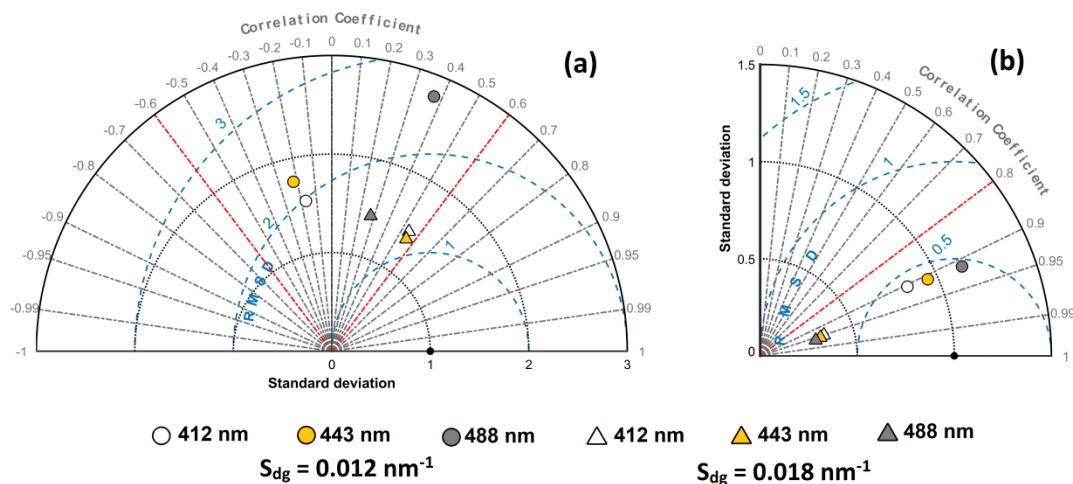 Correlation Coefficient
-1 -0.99 -0.95 -0.9 -0.8 -0.7 -0.6 -0.5 -0.4 -0.3 -0.2 -0.1 0 0.1 0.2 0.3 0.4 0.5 0.6 0.7 0.8 0.9 0.95 0.99 1
(a)
3
2
1
RMSD
0 1 2 3
Standard deviation
(b)
Correlation Coefficient
0 0.1 0.2 0.3 0.4 0.5 0.6 0.7 0.8 0.9 0.95 0.99 1
1.5
1
0.5
0
Standard deviation
1.5
1
0.5
RMSD
412 nm 443 nm 488 nm 412 nm 443 nm 488 nm
S_dg = 0.012 nm⁻¹ S_dg = 0.018 nm⁻¹